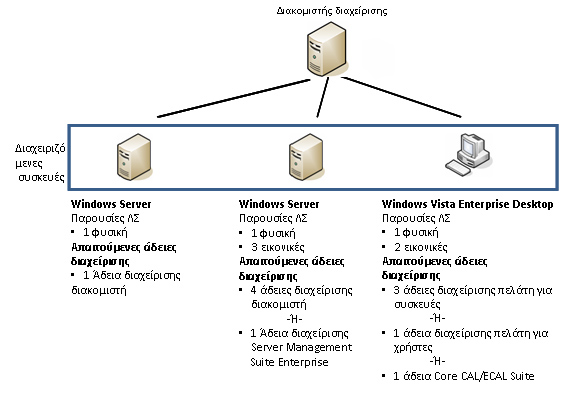 Διακομιστής διαχείρισης
Διαχειριζό
μενες
συσκευές
Windows Server
Παρουσίες ΛΣ
• 1 φυσική
Απαιτούμενες άδειες
διαχείρισης
• 1 Άδεια διαχείρισης
διακομιστή
Windows Server
Παρουσίες ΛΣ
• 1 φυσική
• 3 εικονικές
Απαιτούμενες άδειες
διαχείρισης
• 4 άδειες διαχείρισης
διακομιστή
-Ή-
• 1 Άδεια διαχείρισης
Server Management
Suite Enterprise
Windows Vista Enterprise Desktop
Παρουσίες ΛΣ
• 1 φυσική
• 2 εικονικές
Απαιτούμενες άδειες
διαχείρισης
• 3 άδειες διαχείρισης πελάτη για
συσκευές
-Ή-
• 1 άδεια διαχείρισης πελάτη για
χρήστες
-Ή-
• 1 άδεια Core CAL/ECAL Suite